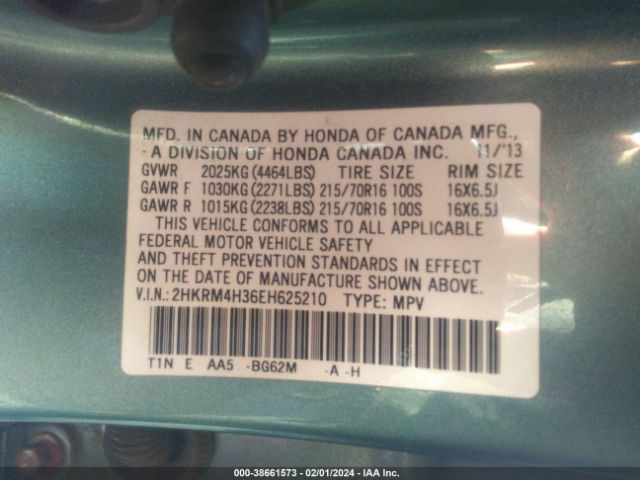 MFD. IN CANADA BY HONDA OF CANADA MFG.,
A DIVISION OF HONDA CANADA INC. 11/'13
GVWR 2025KG (4464LBS) TIRE SIZE RIM SIZE
GAWR F 1030KG (2271LBS) 215/70R16 100S 16X6.5J
GAWR R 1015KG (2238LBS) 215/70R16 100S 16X6.5J
THIS VEHICLE CONFORMS TO ALL APPLICABLE
FEDERAL MOTOR VEHICLE SAFETY
AND THEFT PREVENTION STANDARDS IN EFFECT
ON THE DATE OF MANUFACTURE SHOWN ABOVE.
V.I.N.: 2HKRM4H36EH625210 TYPE: MPV
T1N E AA5 -BG62M -A -H
000-38661573 - 02/01/2024 - IAA Inc.